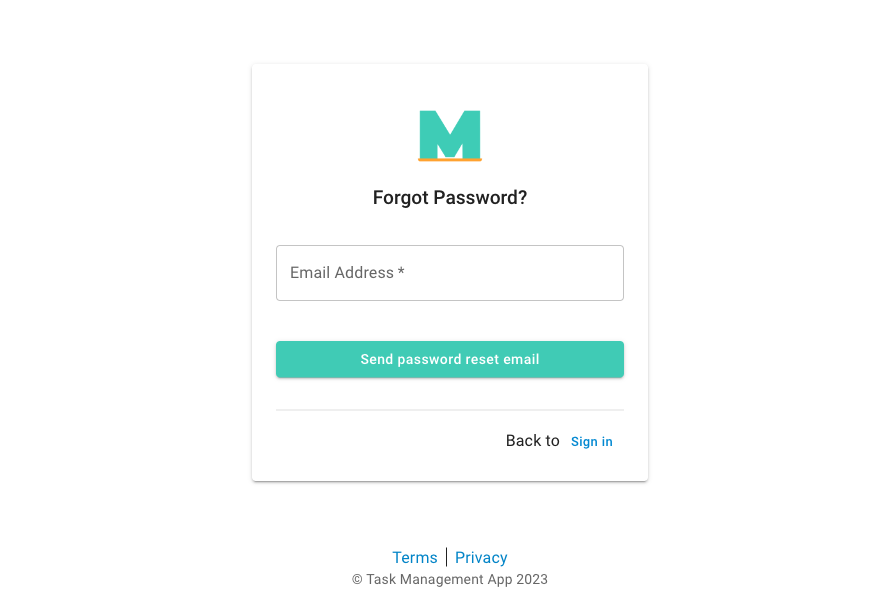 M
Forgot Password?
Email Address *
Send password reset email
Back to Sign in
Terms | Privacy
© Task Management App 2023